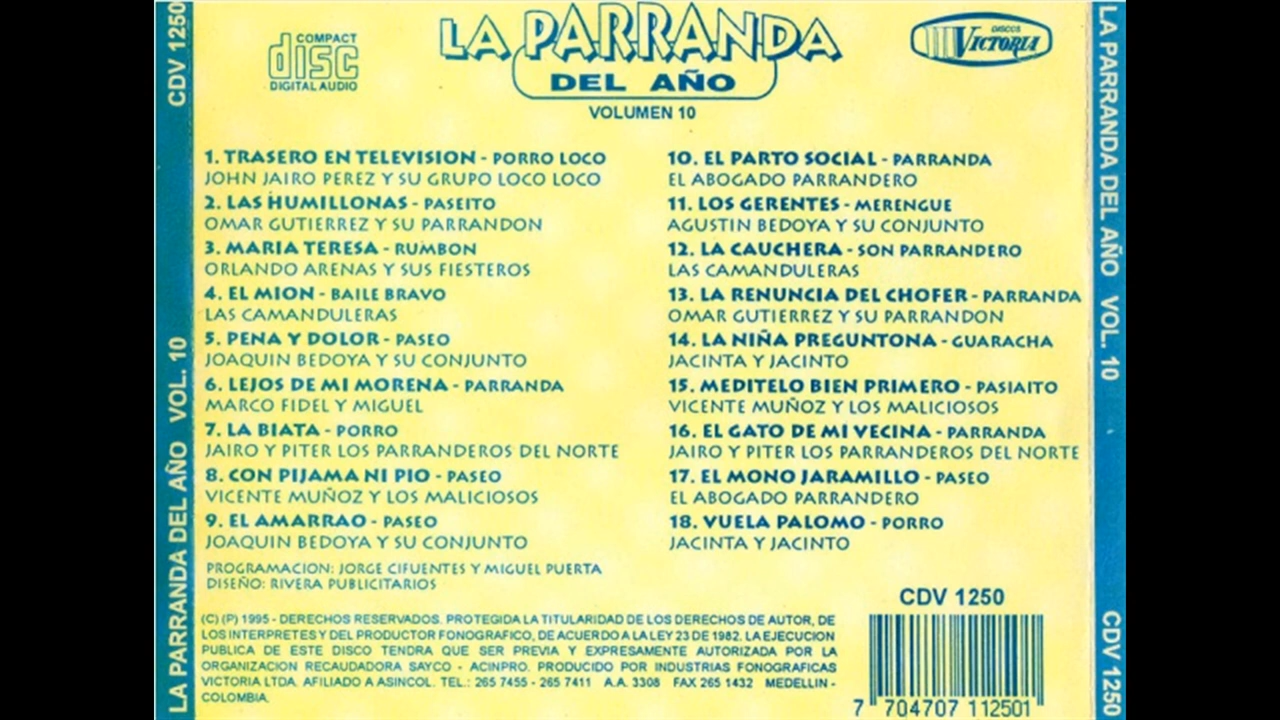 LA PARRANDA DEL AÑO VOL. 10
CDV 1250
COMPACT
disc
DIGITAL AUDIO
LA PARRANDA
DEL AÑO
VOLUMEN 10
DISCOS
VICTORIA
1. TRASERO EN TELEVISION - PORRO LOCO
JOHN JAIRO PEREZ Y SU GRUPO LOCO LOCO
2. LAS HUMILLONAS - PASEITO
OMAR GUTIERREZ Y SU PARRANDON
3. MARIA TERESA - RUMBON
ORLANDO ARENAS Y SUS FIESTEROS
4. EL MION - BAILE BRAVO
LAS CAMANDULERAS
5. PENA Y DOLOR - PASEO
JOAQUIN BEDOYA Y SU CONJUNTO
6. LEJOS DE MI MORENA - PARRANDA
MARCO FIDEL Y MIGUEL
7. LA BIATA - PORRO
JAIRO Y PITER LOS PARRANDEROS DEL NORTE
8. CON PIJAMA NI PIO - PASEO
VICENTE MUÑOZ Y LOS MALICIOSOS
9. EL AMARRAO - PASEO
JOAQUIN BEDOYA Y SU CONJUNTO
10. EL PARTO SOCIAL - PARRANDA
EL ABOGADO PARRANDERO
11. LOS GERENTES - MERENGUE
AGUSTIN BEDOYA Y SU CONJUNTO
12. LA CAUCHERA - SON PARRANDERO
LAS CAMANDULERAS
13. LA RENUNCIA DEL CHOFER - PARRANDA
OMAR GUTIERREZ Y SU PARRANDON
14. LA NIÑA PREGUNTONA - GUARACHA
JACINTA Y JACINTO
15. MEDITELO BIEN PRIMERO - PASIAITO
VICENTE MUÑOZ Y LOS MALICIOSOS
16. EL GATO DE MI VECINA - PARRANDA
JAIRO Y PITER LOS PARRANDEROS DEL NORTE
17. EL MONO JARAMILLO - PASEO
EL ABOGADO PARRANDERO
18. VUELA PALOMO - PORRO
JACINTA Y JACINTO
PROGRAMACION: JORGE CIFUENTES Y MIGUEL PUERTA
DISEÑO: RIVERA PUBLICITARIOS
(C) (P) 1995 - DERECHOS RESERVADOS. PROTEGIDA LA TITULARIDAD DE LOS DERECHOS DE AUTOR, DE
LOS INTERPRETES Y DEL PRODUCTOR FONOGRAFICO, DE ACUERDO A LA LEY 23 DE 1982. LA EJECUCION
PUBLICA DE ESTE DISCO TENDRA QUE SER PREVIA Y EXPRESAMENTE AUTORIZADA POR LA
ORGANIZACION RECAUDADORA SAYCO - ACINPRO. PRODUCIDO POR INDUSTRIAS FONOGRAFICAS
VICTORIA LTDA. AFILIADO A ASINCOL. TEL.: 265 7455 - 265 7411 A.A. 3308 FAX 265 1432 MEDELLIN -
COLOMBIA.
CDV 1250
7 704707 112501
LA PARRANDA DEL AÑO VOL. 10
CDV 1250